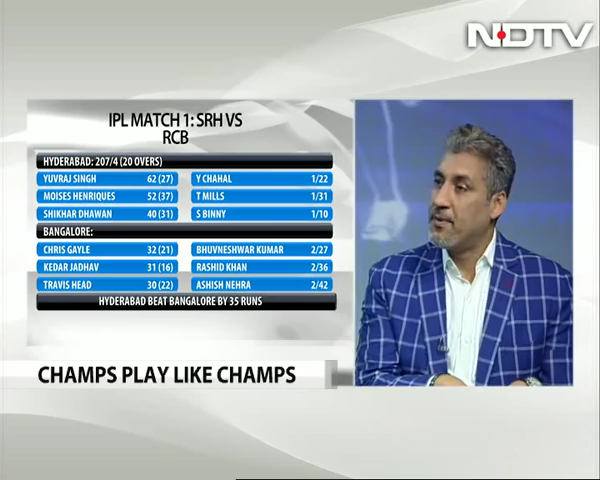 NDTV
IPL MATCH 1: SRH VS
RCB
HYDERABAD: 207/4 (20 OVERS)
YUVRAJ SINGH 62 (27) Y CHAHAL 1/22
MOISES HENRIQUES 52 (37) T MILLS 1/31
SHIKHAR DHAWAN 40 (31) S BINNY 1/10
BANGALORE:
CHRIS GAYLE 32 (21) BHUVNESHWAR KUMAR 2/27
KEDAR JADHAV 31 (16) RASHID KHAN 2/36
TRAVIS HEAD 30 (22) ASHISH NEHRA 2/42
HYDERABAD BEAT BANGALORE BY 35 RUNS
CHAMPS PLAY LIKE CHAMPS